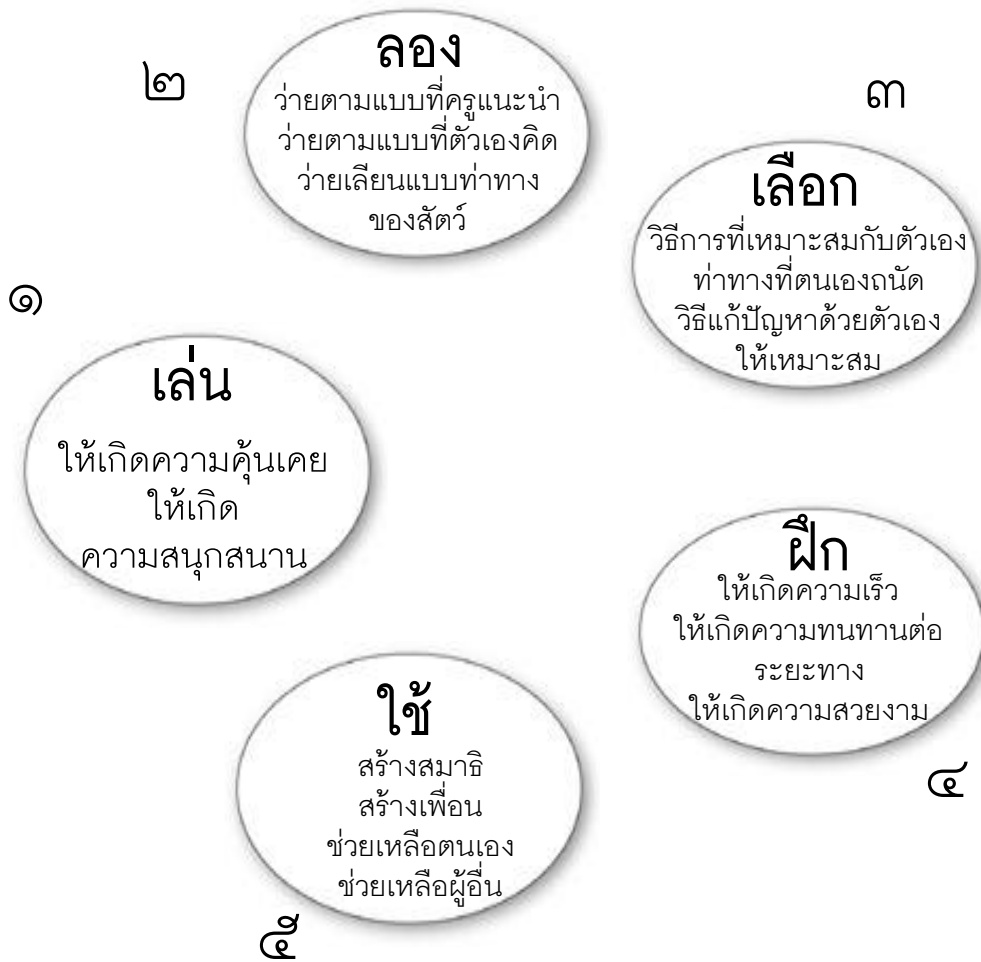 ๑
เล่น
ให้เกิดความคุ้นเคย
ให้เกิด
ความสนุกสนาน
๒
ลอง
ว่ายตามแบบที่ครูแนะนำ
ว่ายตามแบบที่ตัวเองคิด
ว่ายเลียนแบบท่าทาง
ของสัตว์
๓
เลือก
วิธีการที่เหมาะสมกับตัวเอง
ท่าทางที่ตนเองถนัด
วิธีแก้ปัญหาด้วยตัวเอง
ให้เหมาะสม
ฝึก
ให้เกิดความเร็ว
ให้เกิดความทนทานต่อ
ระยะทาง
ให้เกิดความสวยงาม
๔
ใช้
สร้างสมาธิ
สร้างเพื่อน
ช่วยเหลือตนเอง
ช่วยเหลือผู้อื่น
๕